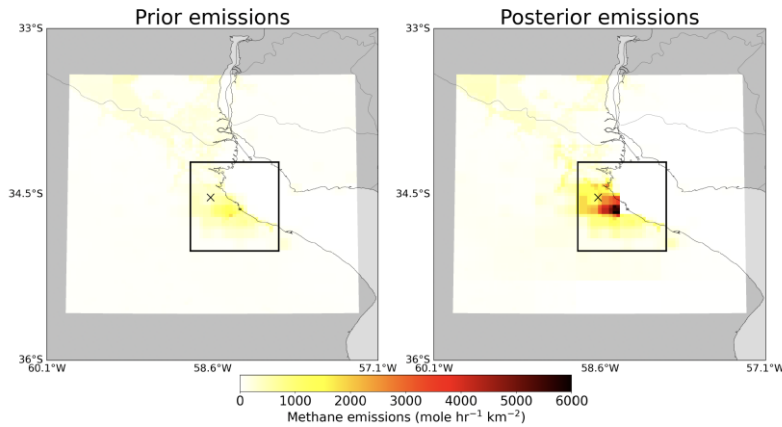 Prior emissions
Posterior emissions
33°S
33°S
34.5°S
34.5°S
36°S
36°S
60.1°W
58.6°W
57.1°W
60.1°W
58.6°W
57.1°W
0
1000
2000
3000
4000
5000
6000
Methane emissions (mole hr⁻¹ km⁻²)